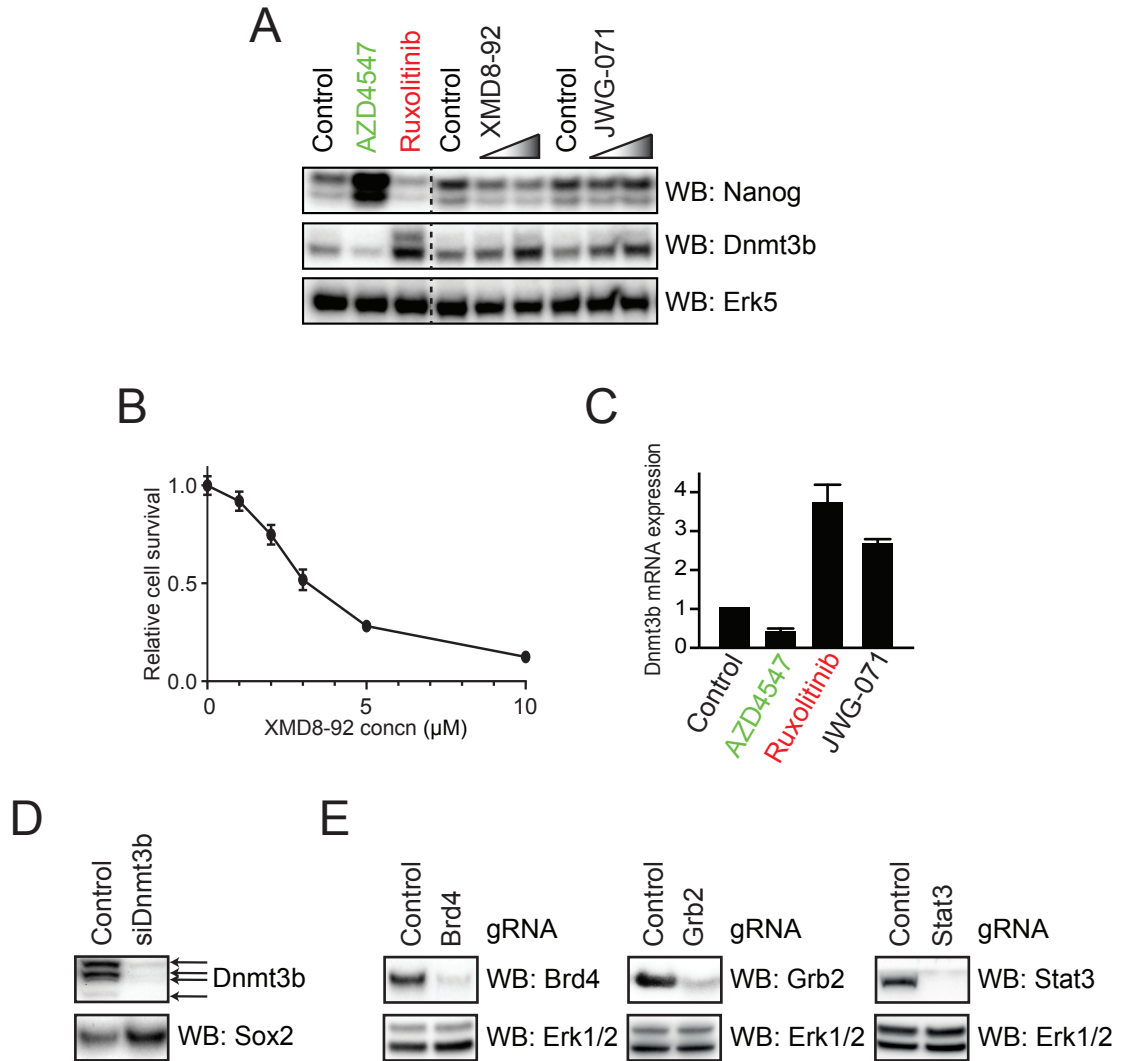 A
Control
AZD4547
Ruxolitinib
Control
XMD8-92
Control
JWG-071
WB: Nanog
WB: Dnmt3b
WB: Erk5
B
Relative cell survival
1.0
0.5
0.0
0
5
10
XMD8-92 concn (µM)
C
Dnmt3b mRNA expression
4
3
2
1
0
Control
AZD4547
Ruxolitinib
JWG-071
D
Control
siDnmt3b
Dnmt3b
WB: Sox2
E
Control
Brd4
gRNA
WB: Brd4
WB: Erk1/2
Control
Grb2
gRNA
WB: Grb2
WB: Erk1/2
Control
Stat3
gRNA
WB: Stat3
WB: Erk1/2